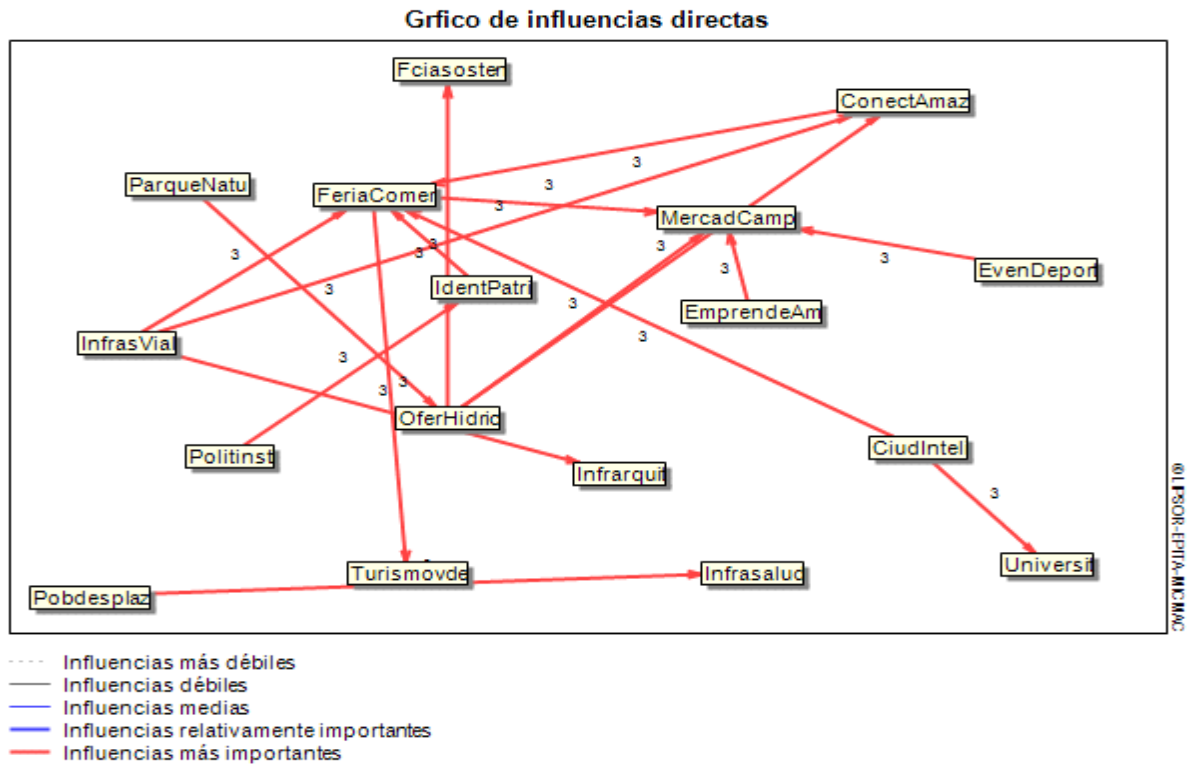 Grfico de influencias directas
Fciasosten
ConectAmaz
3
ParqueNatu
3
FeriaComer
3
MercadCamp
3
3
3
3
3
3
EvenDeport
IdentPatri
3
EmprendeAm
3
InfrasVial
3
3
3
3
OferHidric
Politinst
CiudIntel
Infrarquit
3
Universit
Turismovde
Infrasalud
Pobdesplaz
©LIPSOR-EPITA-MICMAC
Influencias más débiles
Influencias débiles
Influencias medias
Influencias relativamente importantes
Influencias más importantes